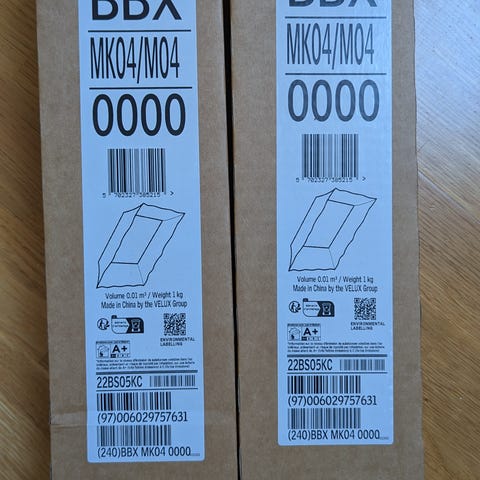 BBX
MK04/M04
0000
5 702327 385215 >
Volume 0.01 m³ / Weight 1 kg
Made in China by the VELUX Group
ENVIRONMENTAL
LABELLING
A+
22BS05KC
(97)006029757631
(240)BBX MK04 0000
BBX
MK04/M04
0000
5 702327 385215 >
Volume 0.01 m³ / Weight 1 kg
Made in China by the VELUX Group
ENVIRONMENTAL
LABELLING
A+
22BS05KC
(97)006029757631
(240)BBX MK04 0000